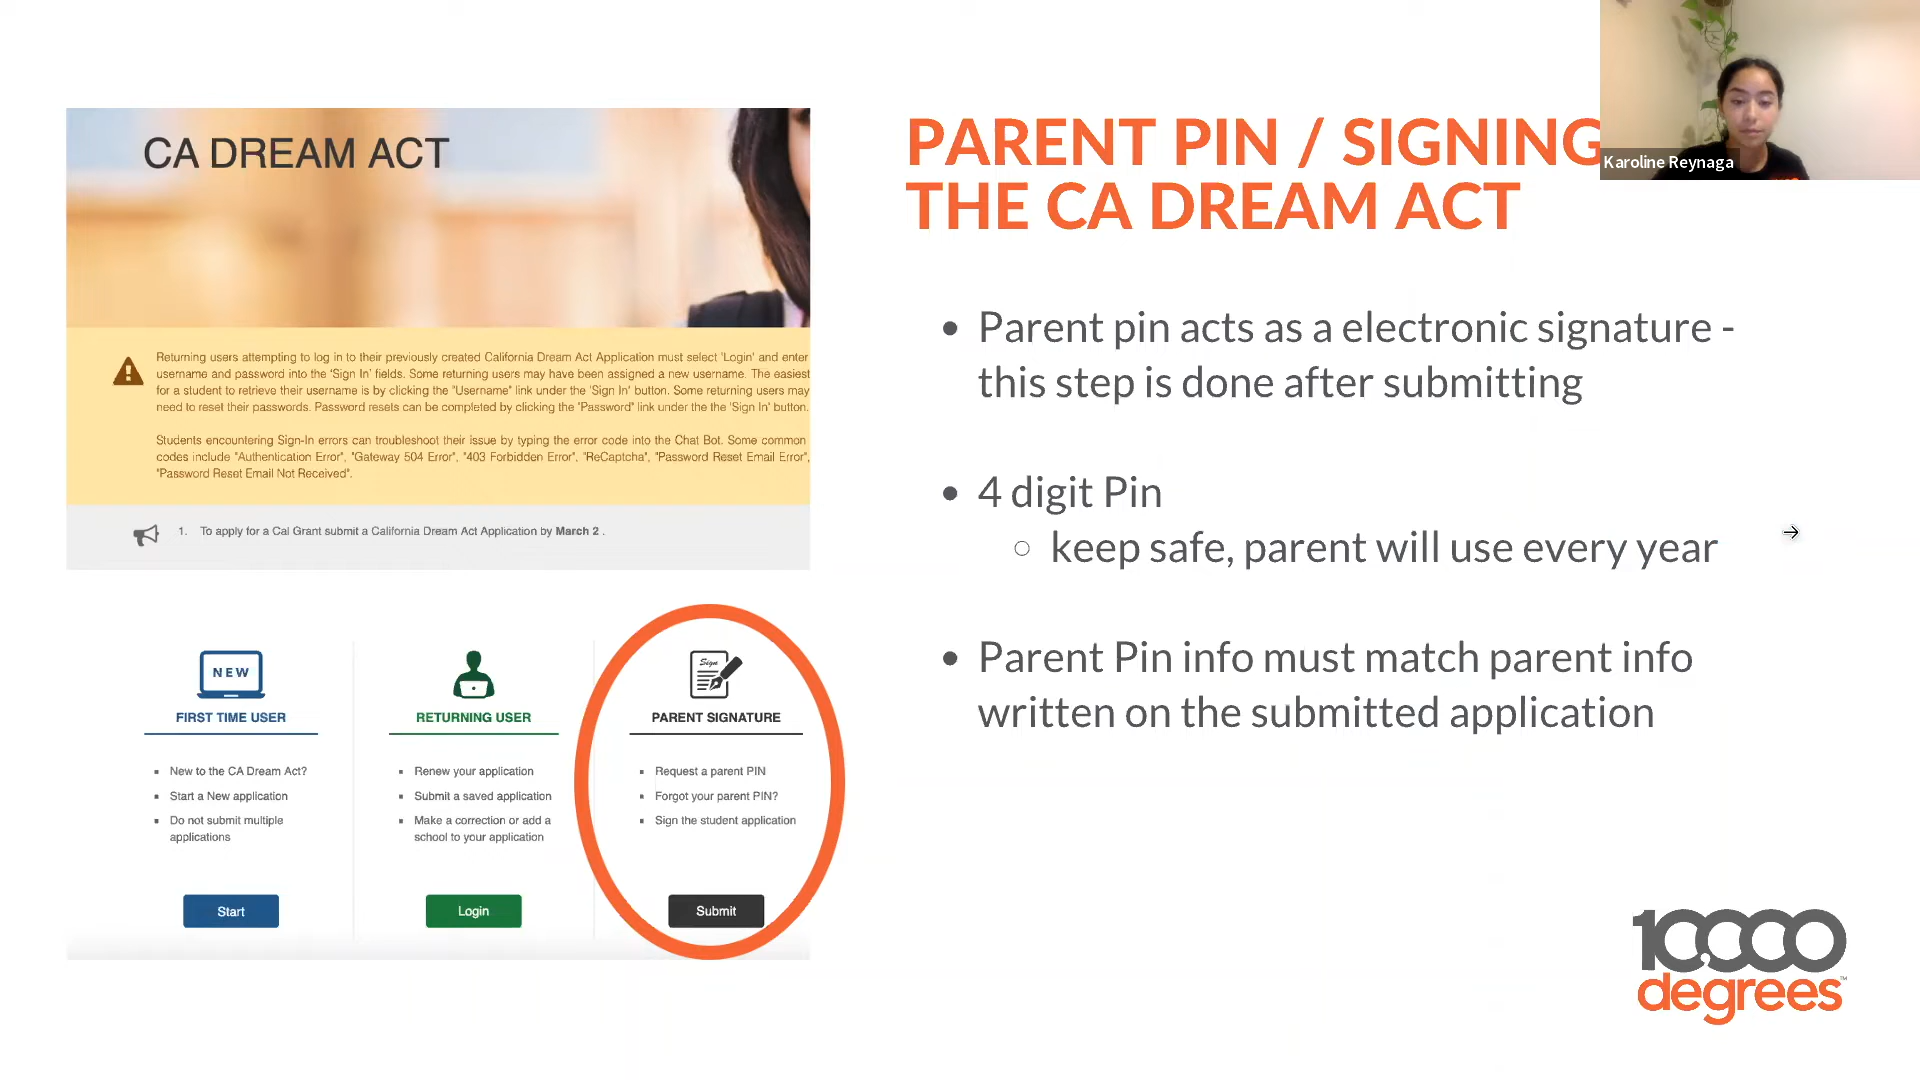 CA DREAM ACT
Returning users attempting to log in to their previously created California Dream Act Application must select 'Login' and enter
username and password into the 'Sign In' fields. Some returning users may have been assigned a new username. The easiest
for a student to retrieve their username is by clicking the "Username" link under the 'Sign In' button. Some returning users may
need to reset their passwords. Password resets can be completed by clicking the "Password" link under the the 'Sign In' button.
Students encountering Sign-In errors can troubleshoot their issue by typing the error code into the Chat Bot. Some common
codes include "Authentication Error", "Gateway 504 Error", "403 Forbidden Error", "ReCaptcha", "Password Reset Email Error",
"Password Reset Email Not Received".
1. To apply for a Cal Grant submit a California Dream Act Application by March 2 .
NEW
FIRST TIME USER
New to the CA Dream Act?
Start a New application
Do not submit multiple
applications
Start
RETURNING USER
Renew your application
Submit a saved application
Make a correction or add a
school to your application
Login
Sign
PARENT SIGNATURE
Request a parent PIN
Forgot your parent PIN?
Sign the student application
Submit
PARENT PIN / SIGNING
THE CA DREAM ACT
Parent pin acts as a electronic signature -
this step is done after submitting
4 digit Pin
keep safe, parent will use every year
Parent Pin info must match parent info
written on the submitted application
Karoline Reynaga
10,000
degrees™